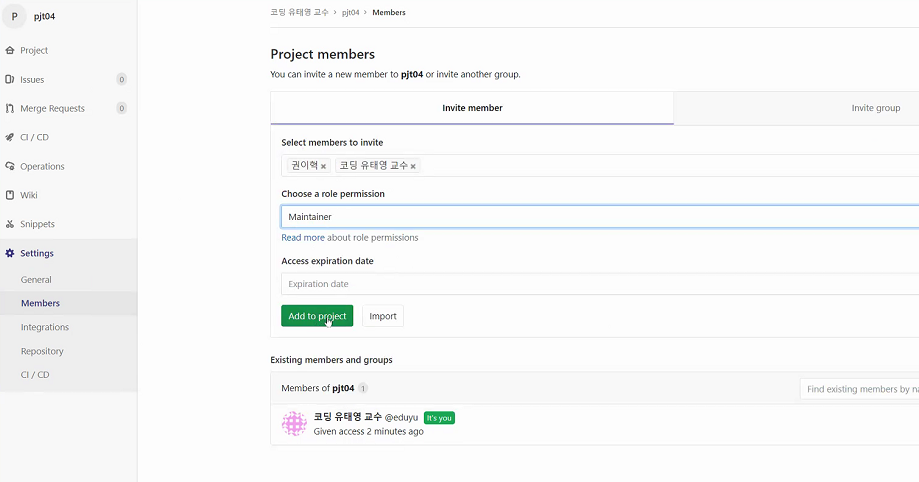 P pjt04
Project
Issues 0
Merge Requests 0
CI / CD
Operations
Wiki
Snippets
Settings
General
Members
Integrations
Repository
CI / CD
코딩 유태영 교수 > pjt04 > Members
Project members
You can invite a new member to pjt04 or invite another group.
Invite member Invite group
Select members to invite
권이혁 × 코딩 유태영 교수 ×
Choose a role permission
Maintainer
Read more about role permissions
Access expiration date
Expiration date
Add to project Import
Existing members and groups
Members of pjt04 1
Find existing members by na
코딩 유태영 교수 @eduyu It's you
Given access 2 minutes ago